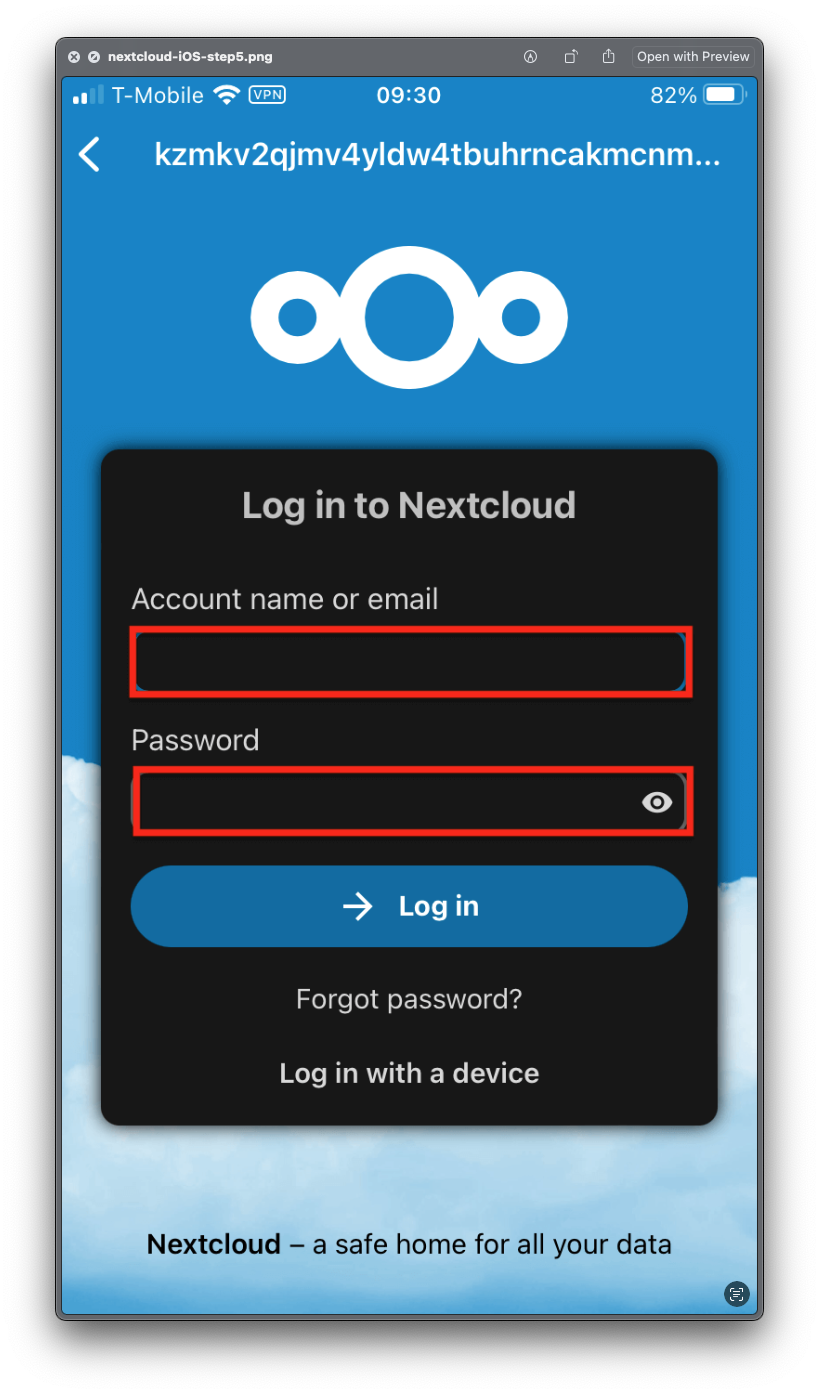 nextcloud-iOS-step5.png
Open with Preview
T-Mobile VPN 09:30 82%
kzmkv2qjmv4yldw4tbuhrncakmcnm...
Log in to Nextcloud
Account name or email
Password
Log in
Forgot password?
Log in with a device
Nextcloud – a safe home for all your data